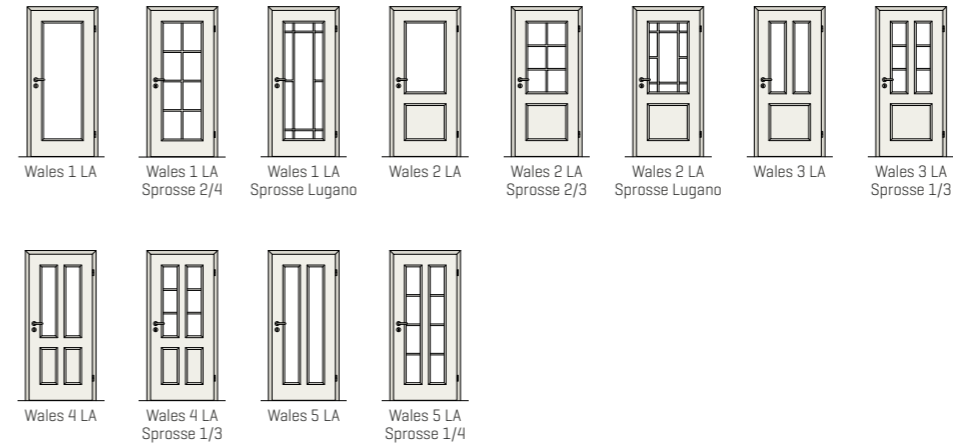 Wales 1 LA
Wales 1 LA
Sprosse 2/4
Wales 1 LA
Sprosse Lugano
Wales 2 LA
Wales 2 LA
Sprosse 2/3
Wales 2 LA
Sprosse Lugano
Wales 3 LA
Wales 3 LA
Sprosse 1/3
Wales 4 LA
Wales 4 LA
Sprosse 1/3
Wales 5 LA
Wales 5 LA
Sprosse 1/4